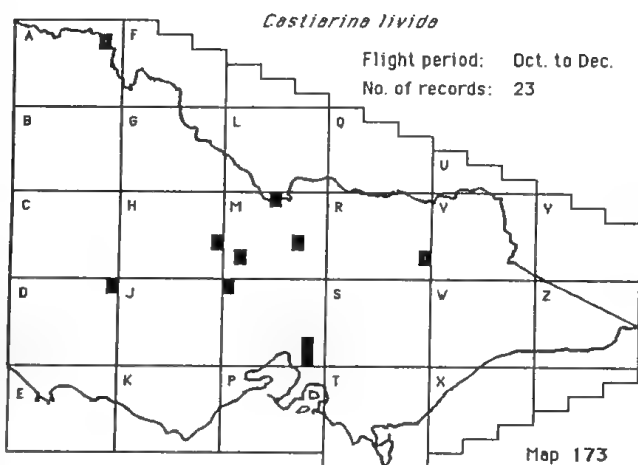 Castiarina livida
Flight period: Oct. to Dec.
No. of records: 23
A F
B G L Q
U
C H M R V Y
D J S W Z
E K P T X
Map 173